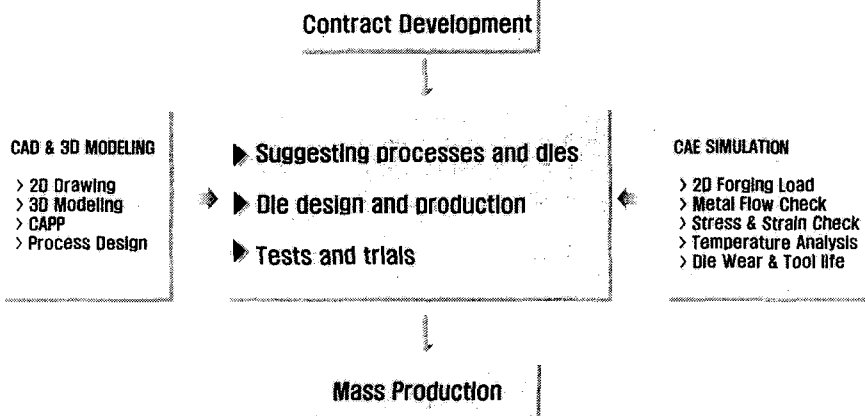 Contract Development
CAD & 3D MODELING
> 2D Drawing
> 3D Modeling
> CAPP
> Process Design
▶ Suggesting processes and dies
▶ Die design and production
▶ Tests and trials
CAE SIMULATION
> 2D Forging Load
> Metal Flow Check
> Stress & Strain Check
> Temperature Analysis
> Die Wear & Tool life
Mass Production